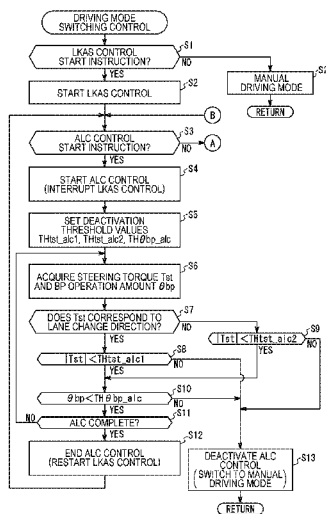 DRIVING MODE
SWITCHING CONTROL
S1
LKAS CONTROL
START INSTRUCTION?
NO
YES
S2
START LKAS CONTROL
MANUAL
DRIVING MODE
RETURN
B
S3
ALC CONTROL
START INSTRUCTION?
NO
A
YES
S4
START ALC CONTROL
(INTERRUPT LKAS CONTROL)
S5
SET DEACTIVATION
THRESHOLD VALUES
THtst_alc1, THtst_alc2, THθbp_alc
S6
ACQUIRE STEERING TORQUE Tst
AND BP OPERATION AMOUNT θbp
S7
DOES Tst CORRESPOND TO
LANE CHANGE DIRECTION?
NO
YES
S9
|Tst|<THtst_alc2
YES
NO
S8
|Tst|<THtst_alc1
YES
NO
S10
θbp<THθbp_alc
YES
NO
S11
ALC COMPLETE?
NO
YES
S12
END ALC CONTROL
(RESTART LKAS CONTROL)
S13
DEACTIVATE ALC
CONTROL
(SWITCH TO MANUAL)
DRIVING MODE
RETURN